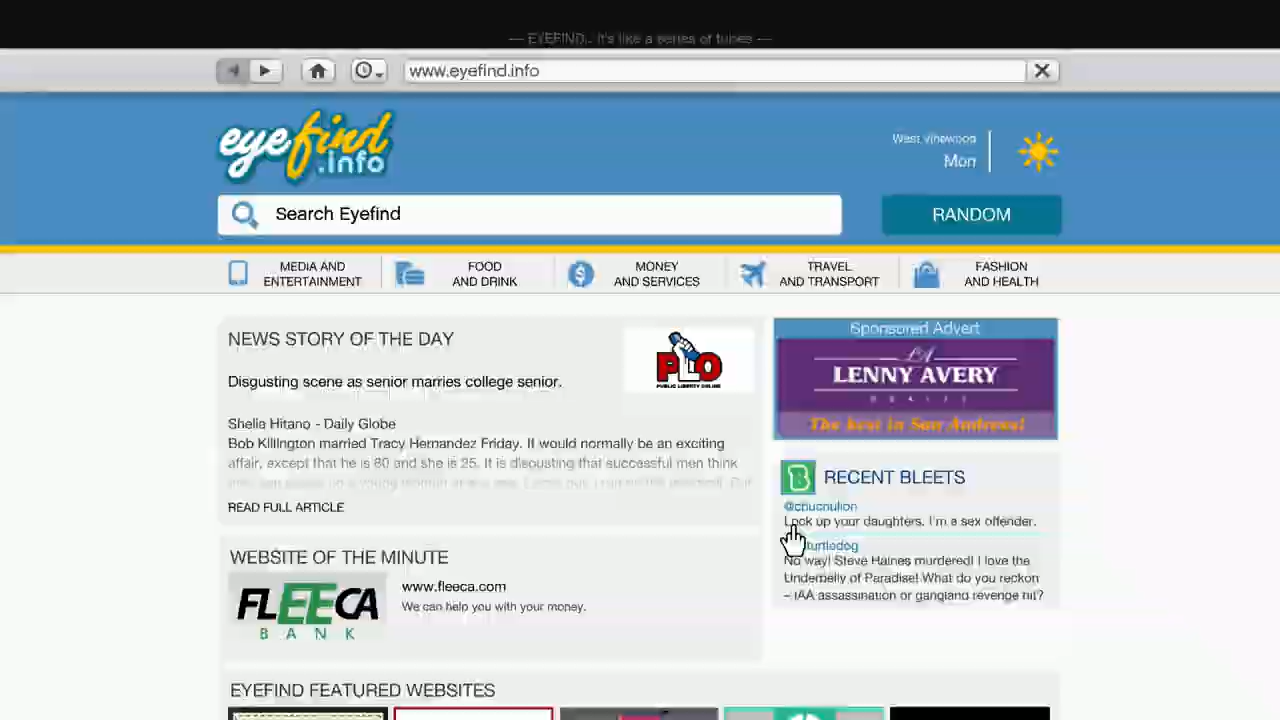 — EYEFIND.. It's like a series of tubes —
www.eyefind.info
eyefind
.info
West Vinewood
Mon
Search Eyefind
RANDOM
MEDIA AND
ENTERTAINMENT
FOOD
AND DRINK
MONEY
AND SERVICES
TRAVEL
AND TRANSPORT
FASHION
AND HEALTH
NEWS STORY OF THE DAY
PLO
PUBLIC LIBERTY ONLINE
Disgusting scene as senior marries college senior.
Shelia Hitano - Daily Globe
Bob Killington married Tracy Hernandez Friday. It would normally be an exciting
affair, except that he is 80 and she is 25. It is disgusting that successful men think
READ FULL ARTICLE
Sponsored Advert
LA
LENNY AVERY
REALTY
The best in San Andreas!
RECENT BLEETS
Lock up your daughters. I'm a sex offender.
turtledog
No way! Steve Haines murdered! I love the
Underbelly of Paradise! What do you reckon
– IAA assassination or gangland revenge hit?
WEBSITE OF THE MINUTE
FLEECA
BANK
www.fleeca.com
We can help you with your money.
EYEFIND FEATURED WEBSITES